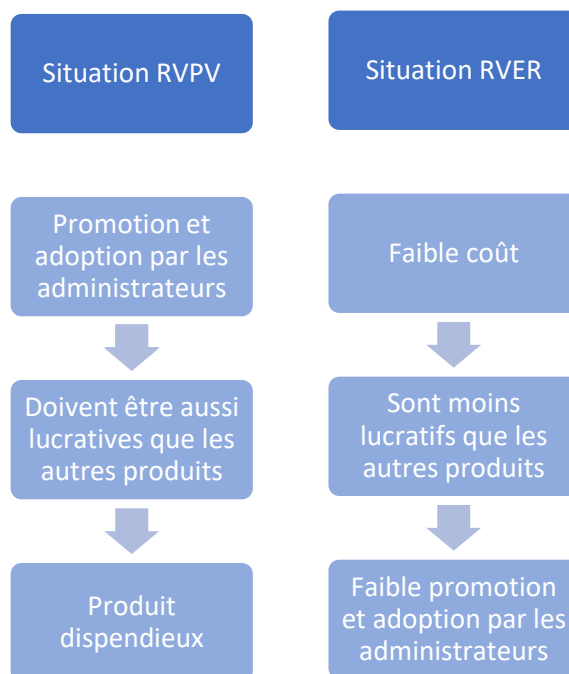 Situation RVPV
Promotion et
adoption par les
administrateurs
Doivent être aussi
lucratives que les
autres produits
Produit
dispendieux
Situation RVER
Faible coût
Sont moins
lucratifs que les
autres produits
Faible promotion
et adoption par les
administrateurs